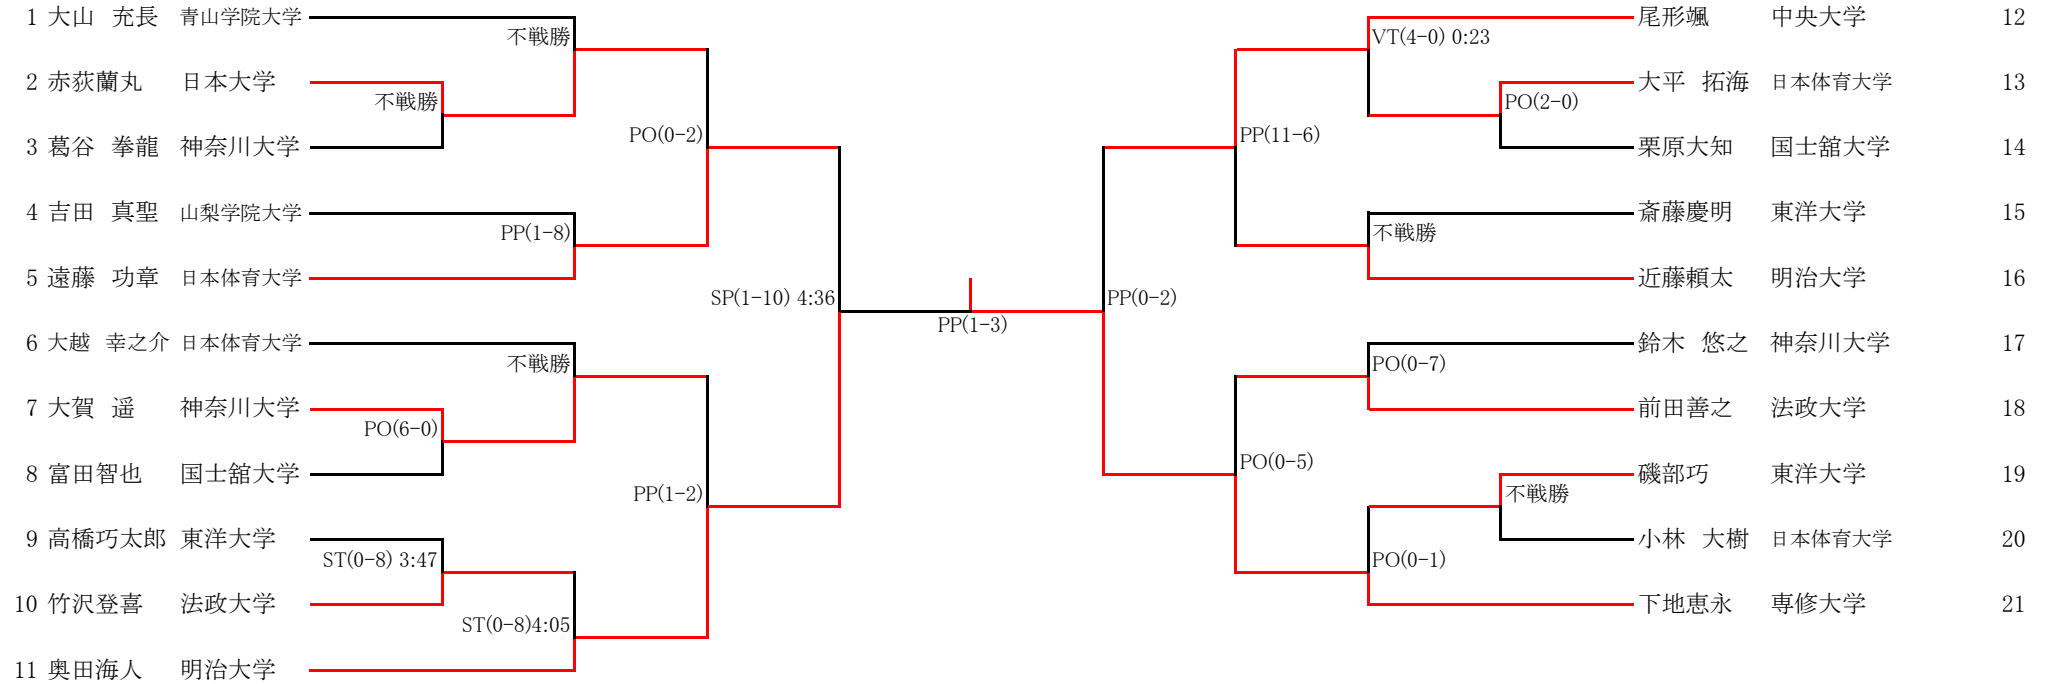 1 大山　充長 青山学院大学
不戦勝
2 赤荻蘭丸 日本大学
不戦勝
3 葛谷　拳龍 神奈川大学
PO(0-2)
4 吉田　真聖 山梨学院大学
PP(1-8)
5 遠藤　功章 日本体育大学
SP(1-10) 4:36
6 大越　幸之介 日本体育大学
不戦勝
7 大賀　遥 神奈川大学
PO(6-0)
8 富田智也 国士舘大学
PP(1-2)
9 高橋巧太郎 東洋大学
ST(0-8) 3:47
10 竹沢登喜 法政大学
ST(0-8)4:05
11 奥田海人 明治大学
PP(1-3)
尾形颯 中央大学 12
VT(4-0) 0:23
大平　拓海 日本体育大学 13
PO(2-0)
PP(11-6)
栗原大知 国士舘大学 14
斎藤慶明 東洋大学 15
不戦勝
近藤頼太 明治大学 16
PP(0-2)
鈴木　悠之 神奈川大学 17
PO(0-7)
前田善之 法政大学 18
PO(0-5)
磯部巧 東洋大学 19
不戦勝
小林　大樹 日本体育大学 20
PO(0-1)
下地恵永 専修大学 21